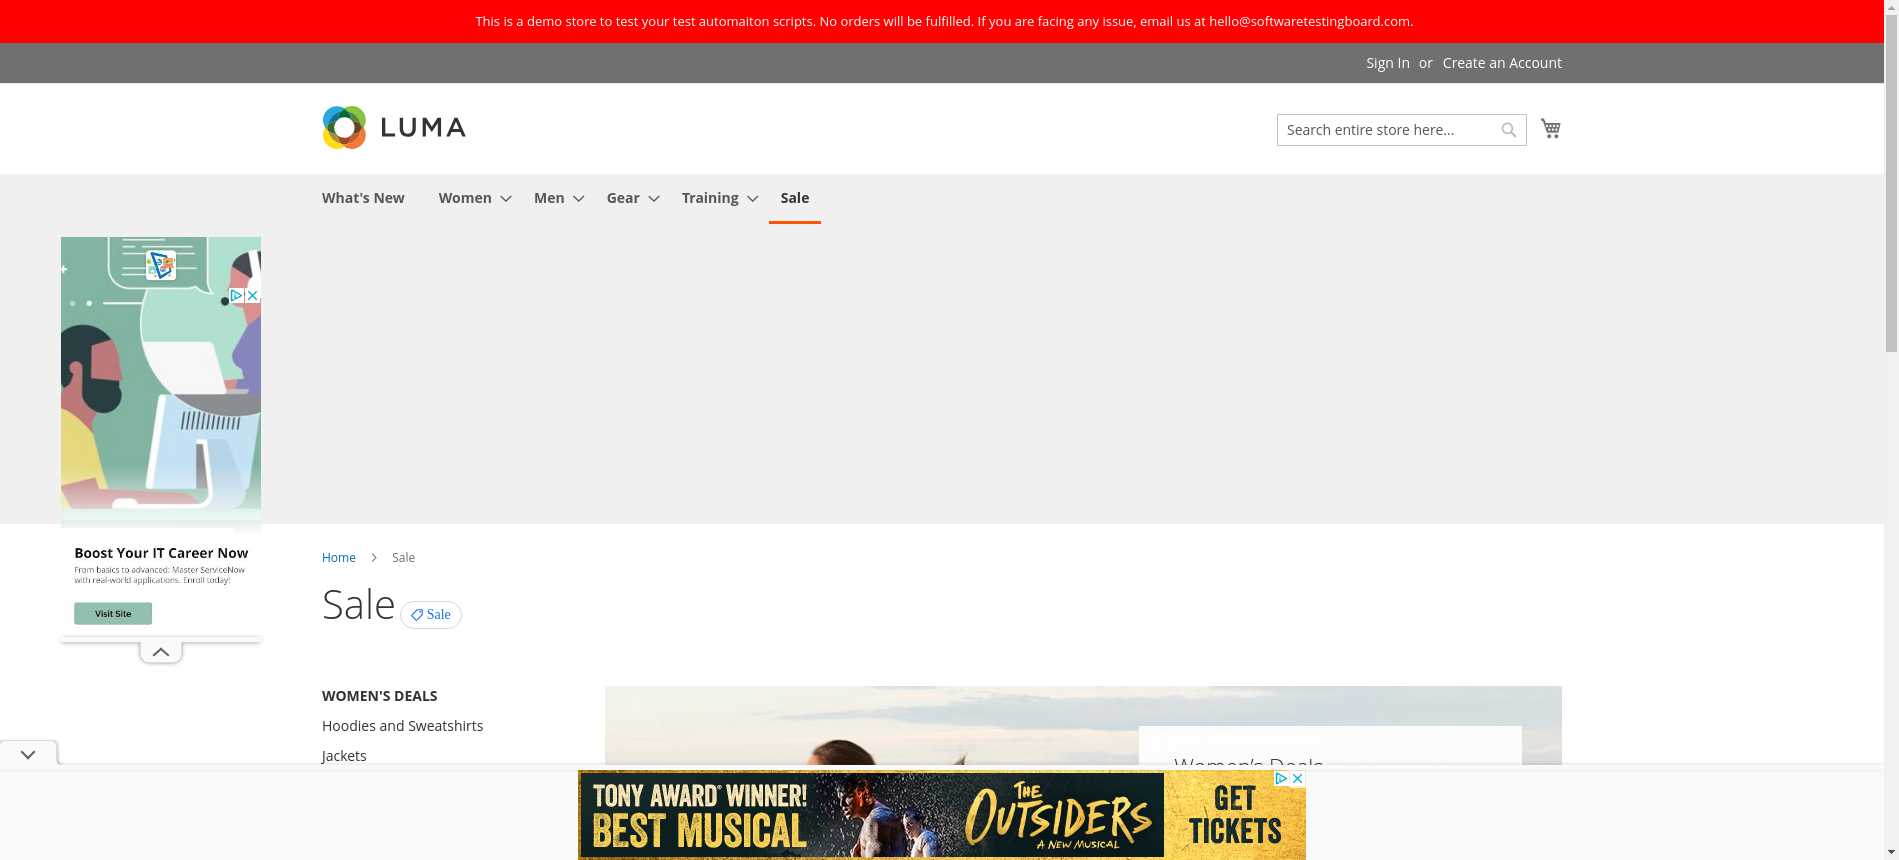 This is a demo store to test your test automaiton scripts. No orders will be fulfilled. If you are facing any issue, email us at hello@softwaretestingboard.com.
Sign In or Create an Account
LUMA
Search entire store here...
What's New Women Men Gear Training Sale
Boost Your IT Career Now
From basics to advanced: Master ServiceNow
with real-world applications. Enroll today!
Visit Site
Home Sale
Sale Sale
WOMEN'S DEALS
Hoodies and Sweatshirts
Jackets
Women's Deals
TONY AWARD® WINNER!
BEST MUSICAL
THE
OUTSIDERS
A NEW MUSICAL
GET
TICKETS